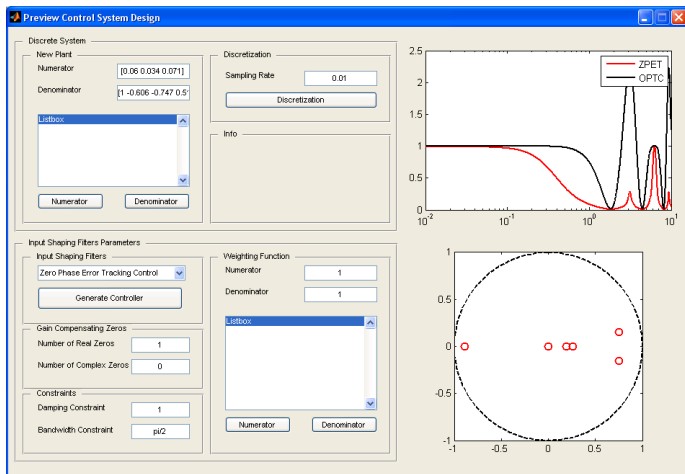 Preview Control System Design
Discrete System
New Plant
Numerator
[0.06 0.034 0.071]
Denominator
[1 -0.606 -0.747 0.5
Listbox
Numerator
Denominator
Discretization
Sampling Rate
0.01
Discretization
Info
Input Shaping Filters Parameters
Input Shaping Filters
Zero Phase Error Tracking Control
Generate Controller
Gain Compensating Zeros
Number of Real Zeros
1
Number of Complex Zeros
0
Constraints
Damping Constraint
1
Bandwidth Constraint
pi/2
Weighting Function
Numerator
1
Denominator
1
Listbox
Numerator
Denominator
2.5
2
1.5
1
0.5
0
10^-2
10^-1
10^0
10^1
ZPET
OPTC
1
0.5
0
-0.5
-1
-1
-0.5
0
0.5
1